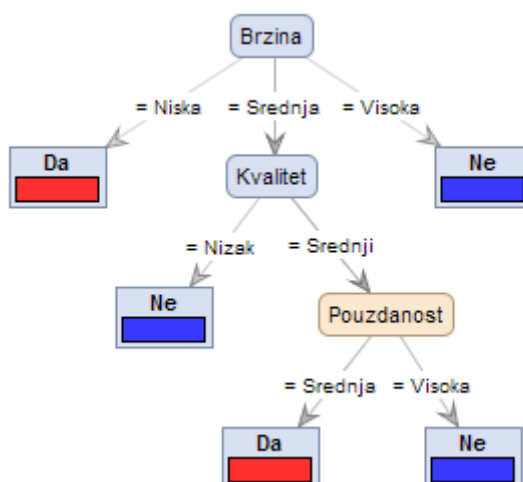 Brzina
= Niska
= Srednja
= Visoka
Da
Kvalitet
Ne
= Nizak
= Srednji
Ne
Pouzdanost
= Srednja
= Visoka
Da
Ne